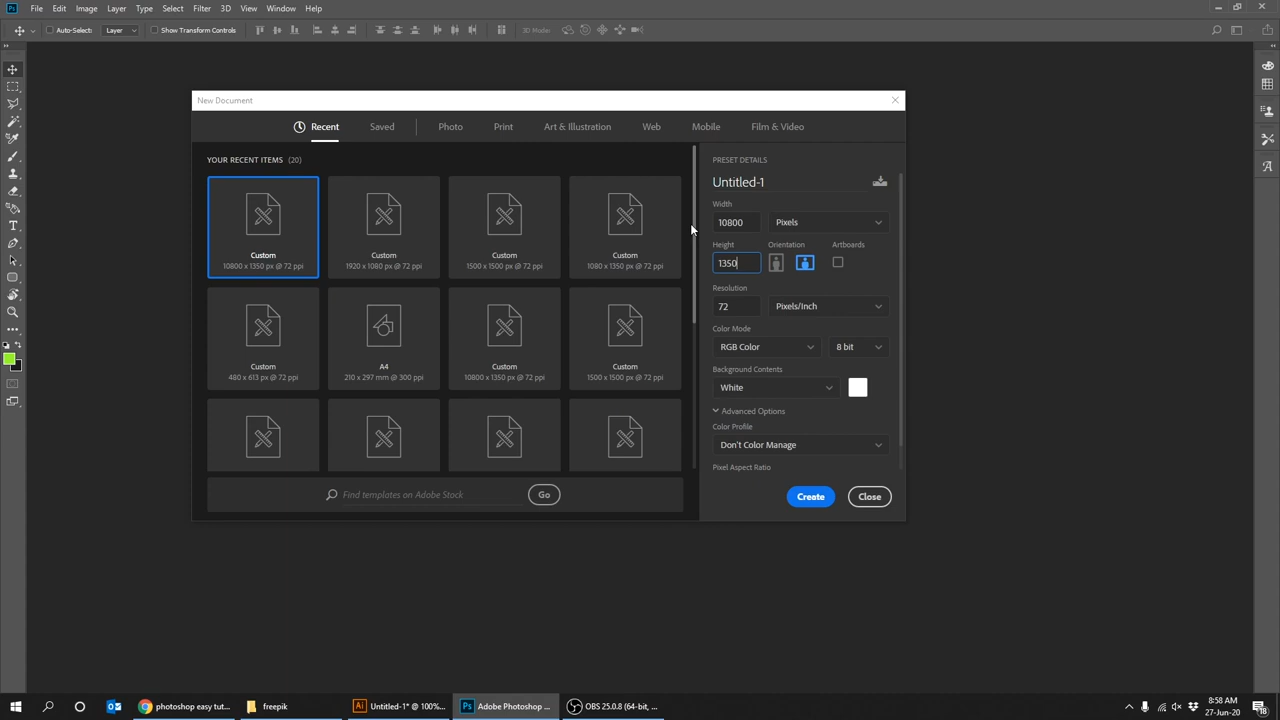 Ps File Edit Image Layer Type Select Filter 3D View Window Help
Auto-Select: Layer Show Transform Controls 3D Mode:
New Document
Recent Saved Photo Print Art & Illustration Web Mobile Film & Video
YOUR RECENT ITEMS (20)
Custom Custom Custom Custom
10800 x 1350 px @ 72 ppi 1920 x 1080 px @ 72 ppi 1500 x 1500 px @ 72 ppi 1080 x 1350 px @ 72 ppi
Custom A4 Custom Custom
480 x 613 px @ 72 ppi 210 x 297 mm @ 300 ppi 10800 x 1350 px @ 72 ppi 1500 x 1500 px @ 72 ppi
Find templates on Adobe Stock Go
PRESET DETAILS
Untitled-1
Width
10800 Pixels
Height Orientation Artboards
1350
Resolution
72 Pixels/Inch
Color Mode
RGB Color 8 bit
Background Contents
White
Advanced Options
Color Profile
Don't Color Manage
Pixel Aspect Ratio
Create Close
photoshop easy tut... freepik Ai Untitled-1* @ 100%... Ps Adobe Photoshop ... OBS 25.0.8 (64-bit, ...
8:58 AM
27-Jun-20
18